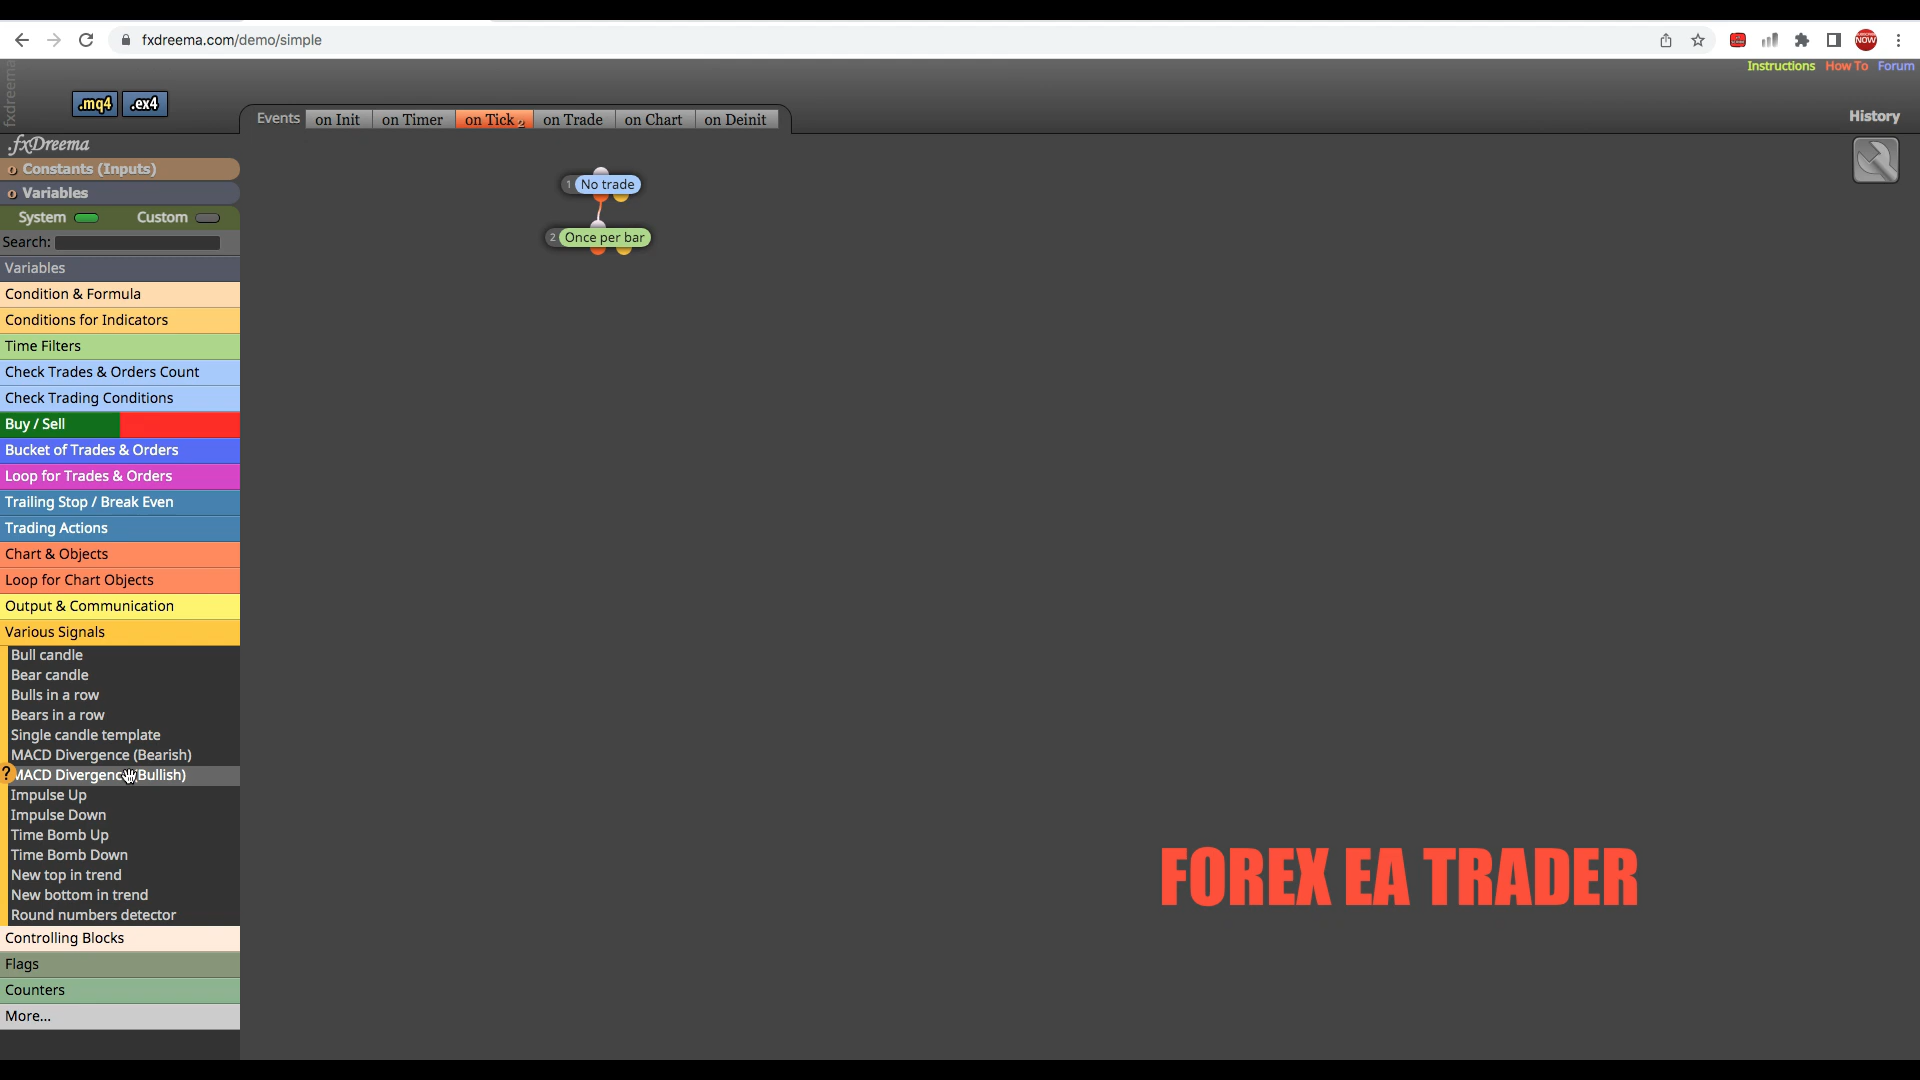 fxdreema.com/demo/simple
NOW
Instructions How To Forum
fxdreema
.mq4 .ex4
Events on Init on Timer on Tick 2 on Trade on Chart on Deinit
History
.fxDreema
0 Constants (Inputs)
0 Variables
System Custom
Search:
Variables
Condition & Formula
Conditions for Indicators
Time Filters
Check Trades & Orders Count
Check Trading Conditions
Buy / Sell
Bucket of Trades & Orders
Loop for Trades & Orders
Trailing Stop / Break Even
Trading Actions
Chart & Objects
Loop for Chart Objects
Output & Communication
Various Signals
Bull candle
Bear candle
Bulls in a row
Bears in a row
Single candle template
MACD Divergence (Bearish)
? MACD Divergence (Bullish)
Impulse Up
Impulse Down
Time Bomb Up
Time Bomb Down
New top in trend
New bottom in trend
Round numbers detector
Controlling Blocks
Flags
Counters
More...
1 No trade
2 Once per bar
FOREX EA TRADER